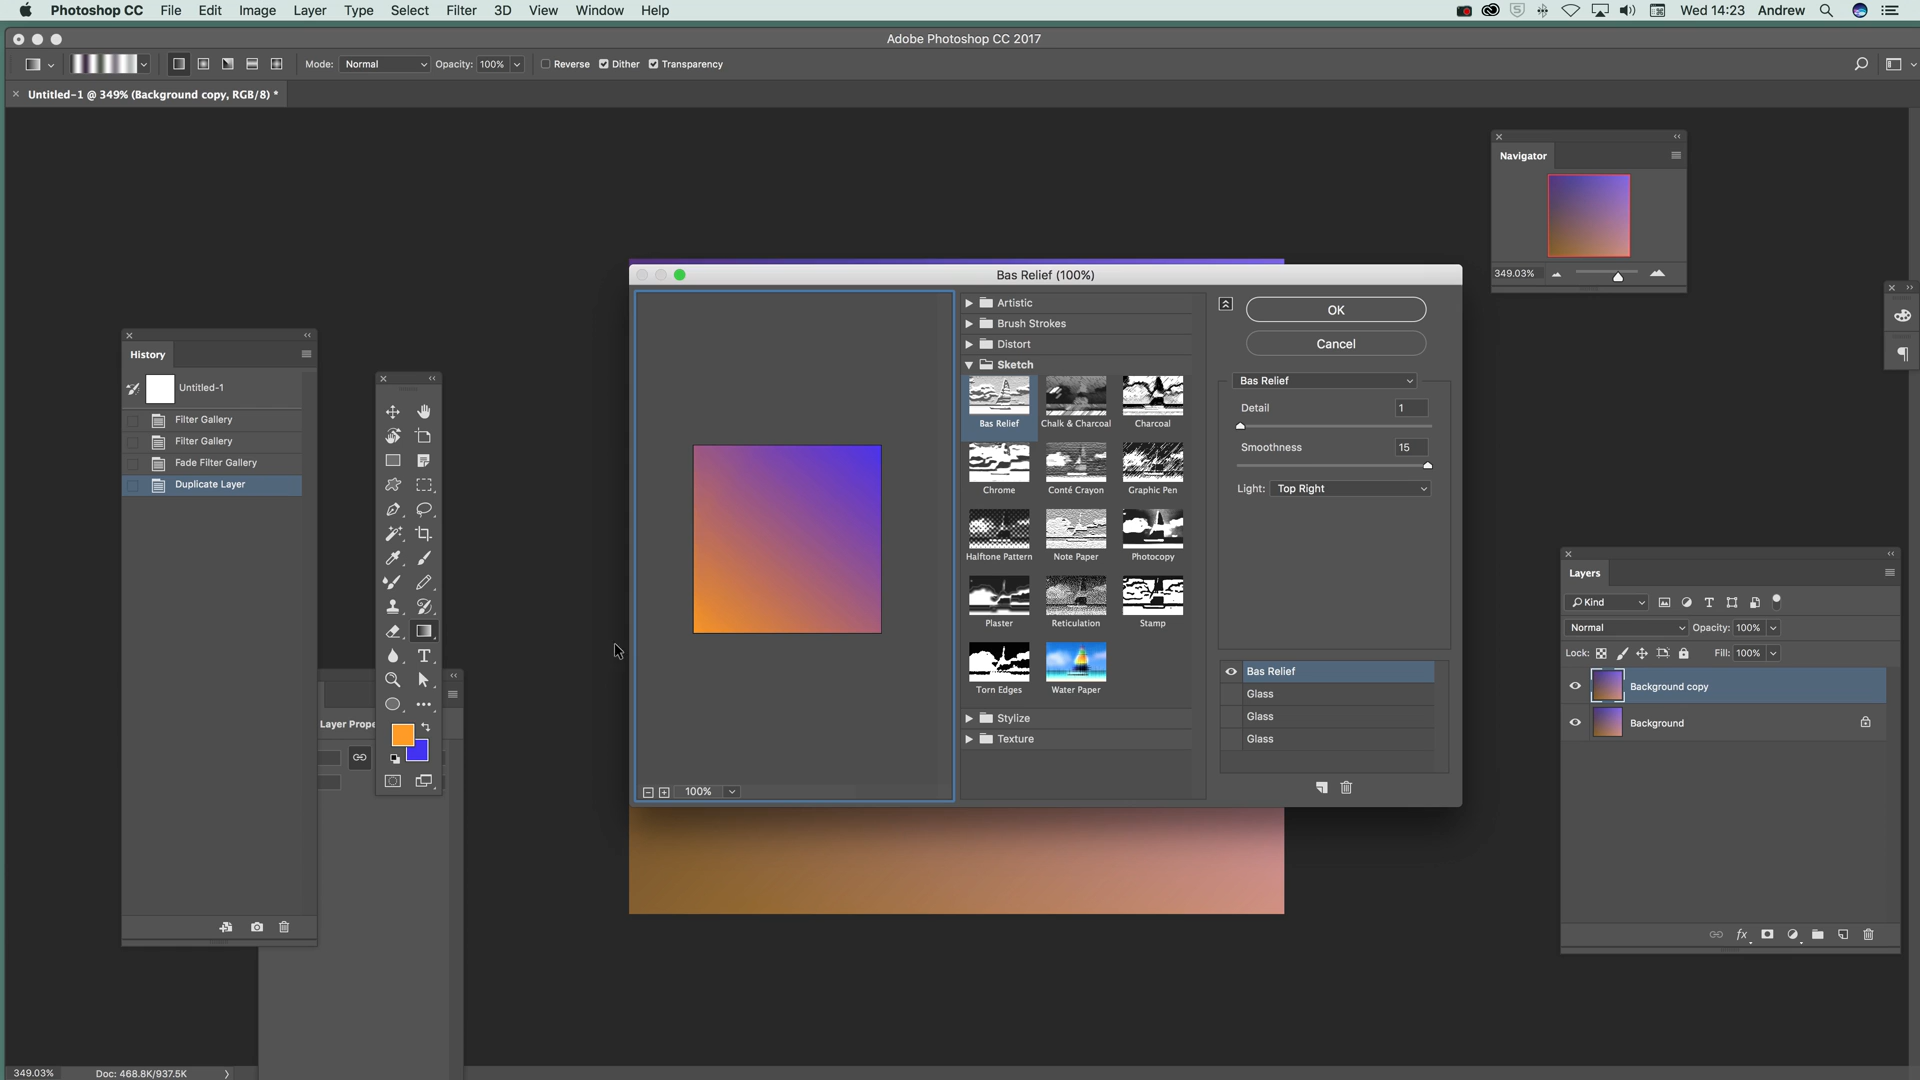 Photoshop CC File Edit Image Layer Type Select Filter 3D View Window Help Wed 14:23 Andrew
Adobe Photoshop CC 2017
Mode: Normal Opacity: 100% Reverse Dither Transparency
Untitled-1 @ 349% (Background copy, RGB/8) *
Navigator
349.03%
History
Untitled-1
Filter Gallery
Filter Gallery
Fade Filter Gallery
Duplicate Layer
Layer Prope
Bas Relief (100%)
Artistic
Brush Strokes
Distort
Sketch
Bas Relief Chalk & Charcoal Charcoal
Chrome Conté Crayon Graphic Pen
Halftone Pattern Note Paper Photocopy
Plaster Reticulation Stamp
Torn Edges Water Paper
Stylize
Texture
100%
OK
Cancel
Bas Relief
Detail 1
Smoothness 15
Light: Top Right
Bas Relief
Glass
Glass
Glass
Layers
Kind
Normal Opacity: 100%
Lock: Fill: 100%
Background copy
Background
fx
349.03% Doc: 468.8K/937.5K